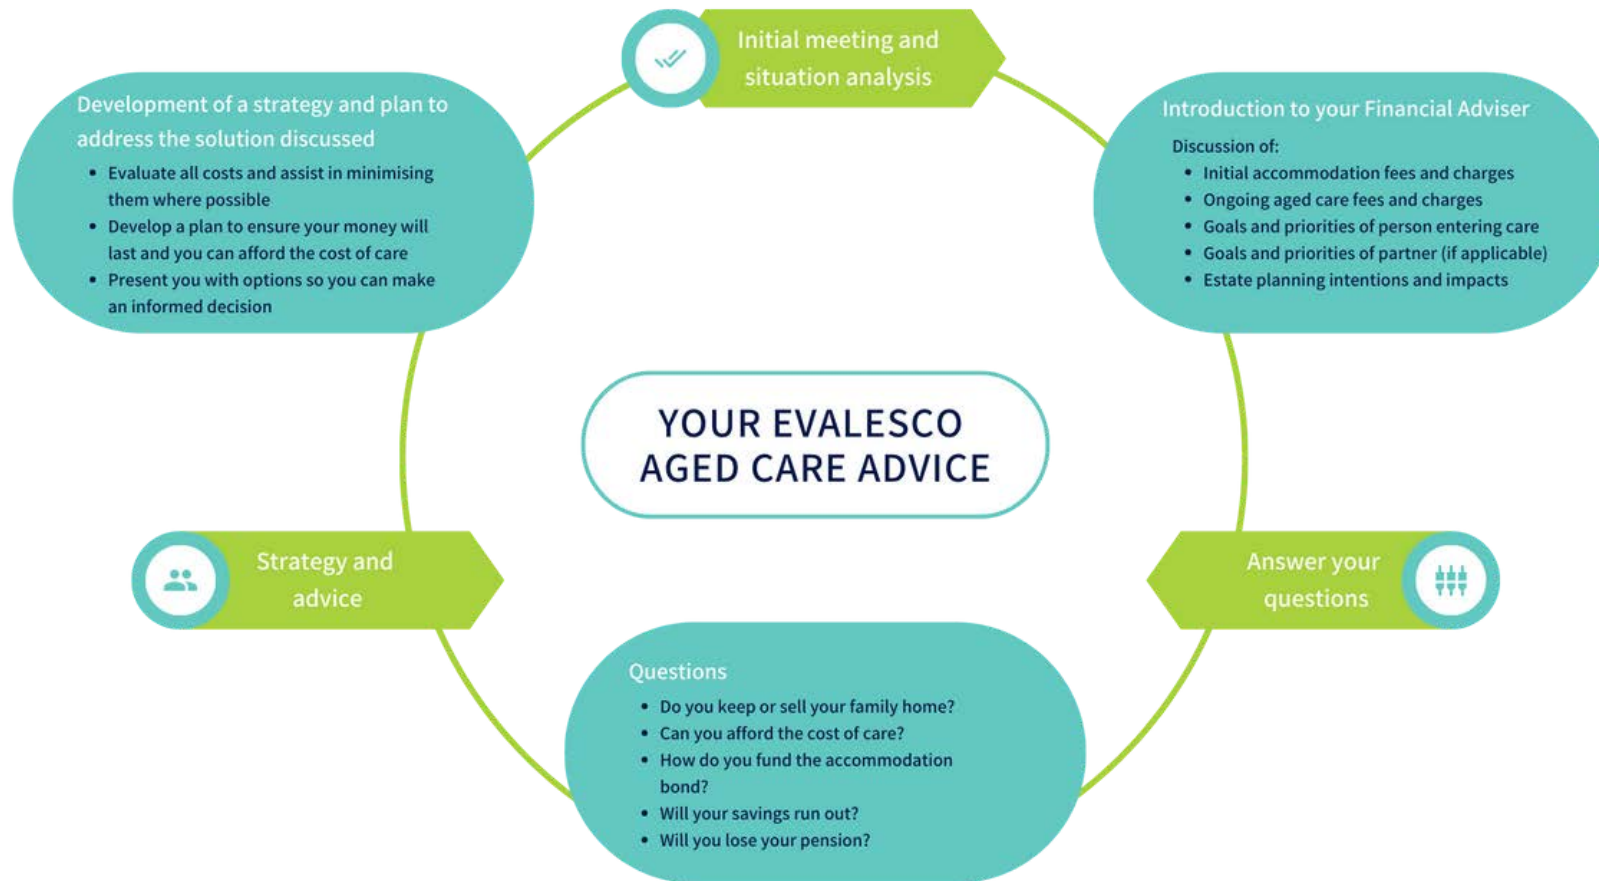 Initial meeting and
situation analysis
Introduction to your Financial Adviser
Discussion of:
• Initial accommodation fees and charges
• Ongoing aged care fees and charges
• Goals and priorities of person entering care
• Goals and priorities of partner (if applicable)
• Estate planning intentions and impacts
Answer your
questions
Questions
• Do you keep or sell your family home?
• Can you afford the cost of care?
• How do you fund the accommodation
bond?
• Will your savings run out?
• Will you lose your pension?
Strategy and
advice
Development of a strategy and plan to
address the solution discussed
• Evaluate all costs and assist in minimising
them where possible
• Develop a plan to ensure your money will
last and you can afford the cost of care
• Present you with options so you can make
an informed decision
YOUR EVALESCO
AGED CARE ADVICE